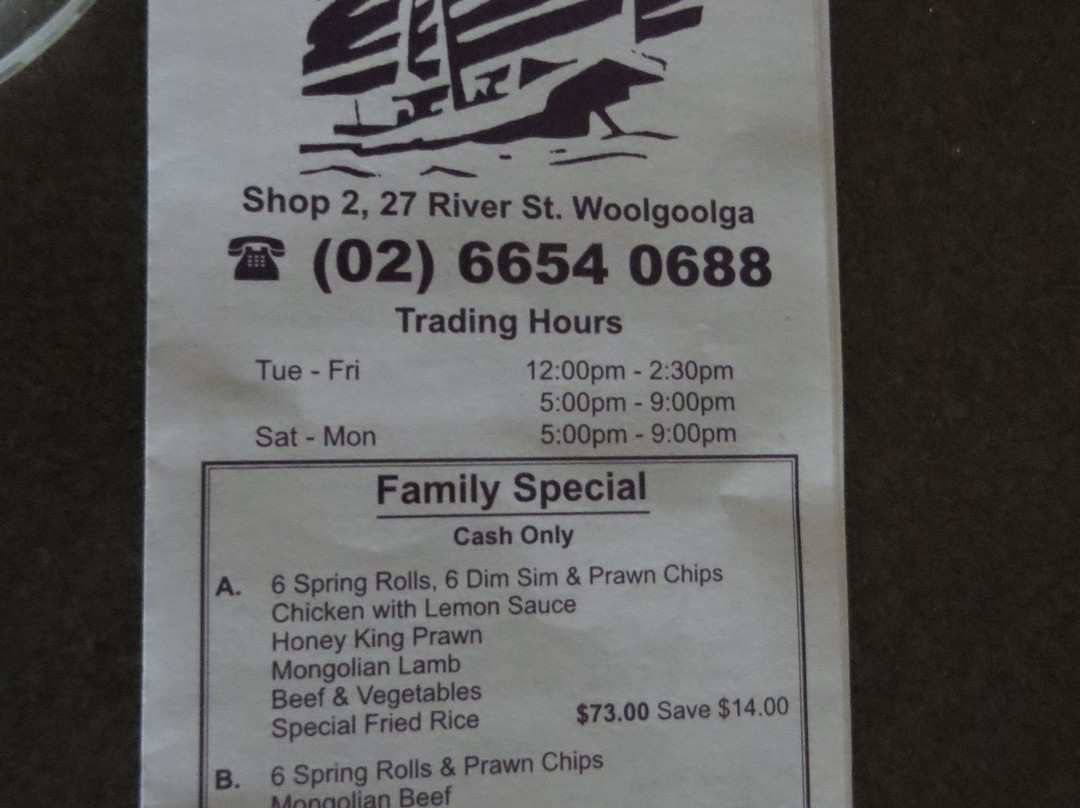 Shop 2, 27 River St. Woolgoolga
(02) 6654 0688
Trading Hours
Tue - Fri 12:00pm - 2:30pm
5:00pm - 9:00pm
Sat - Mon 5:00pm - 9:00pm
Family Special
Cash Only
A. 6 Spring Rolls, 6 Dim Sim & Prawn Chips
Chicken with Lemon Sauce
Honey King Prawn
Mongolian Lamb
Beef & Vegetables
Special Fried Rice $73.00 Save $14.00
B. 6 Spring Rolls & Prawn Chips
Mongolian Beef